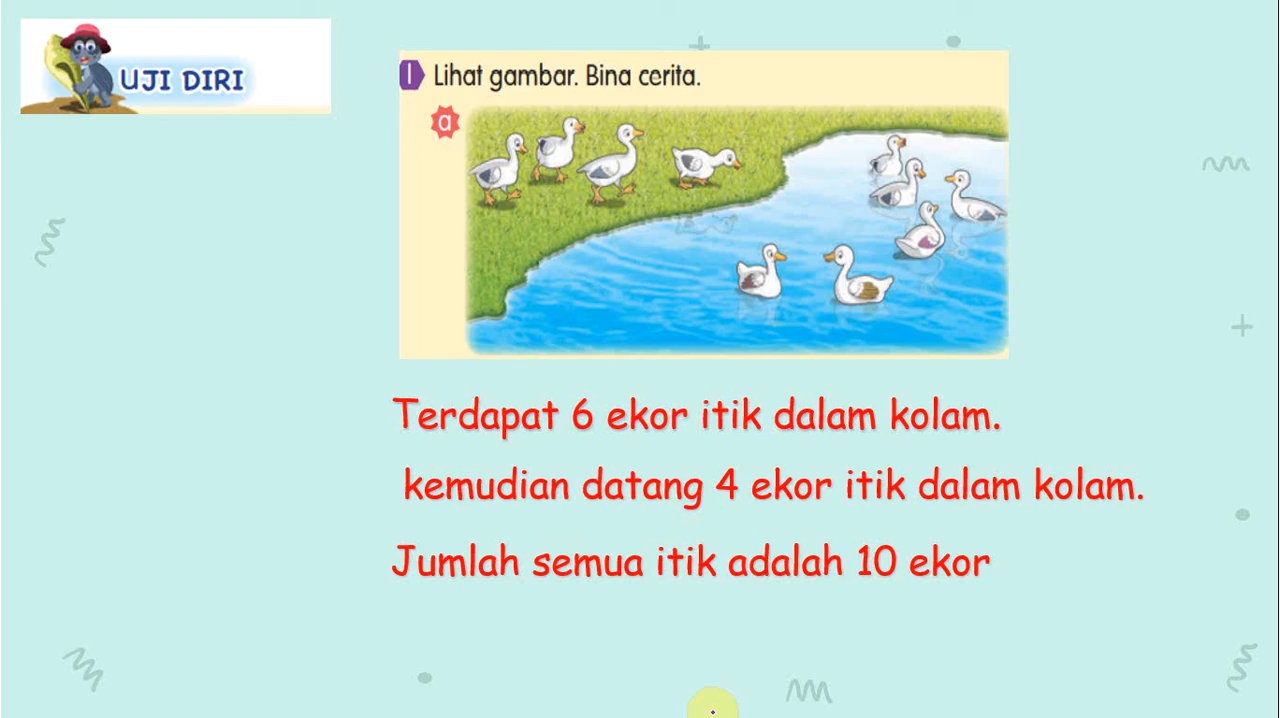 UJI DIRI
1 Lihat gambar. Bina cerita.
a
Terdapat 6 ekor itik dalam kolam.
kemudian datang 4 ekor itik dalam kolam.
Jumlah semua itik adalah 10 ekor